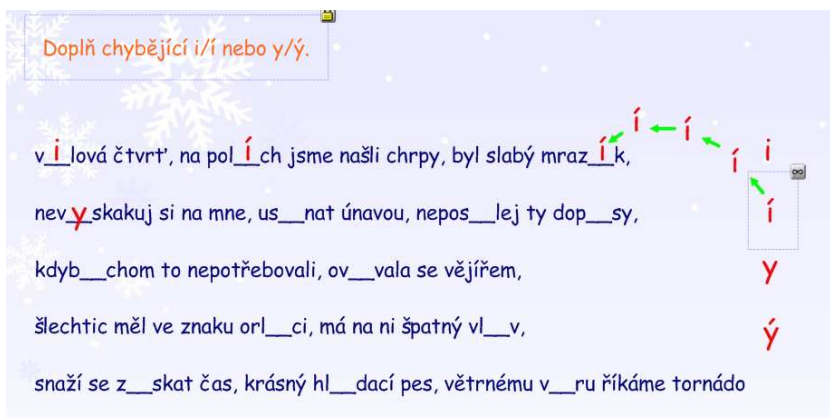 Doplň chybějící i/í nebo y/ý.
v_i_lová čtvrť, na pol_í_ch jsme našli chrpy, byl slabý mraz_í_k,
nev_y_skakuj si na mne, us__nat únavou, nepos__lej ty dop__sy,
kdyb__chom to nepotřebovali, ov__vala se vějířem,
šlechtic měl ve znaku orl__ci, má na ni špatný vl__v,
snaží se z__skat čas, krásný hl__dací pes, větrnému v__ru říkáme tornádo
í
í
í
i
í
y
ý